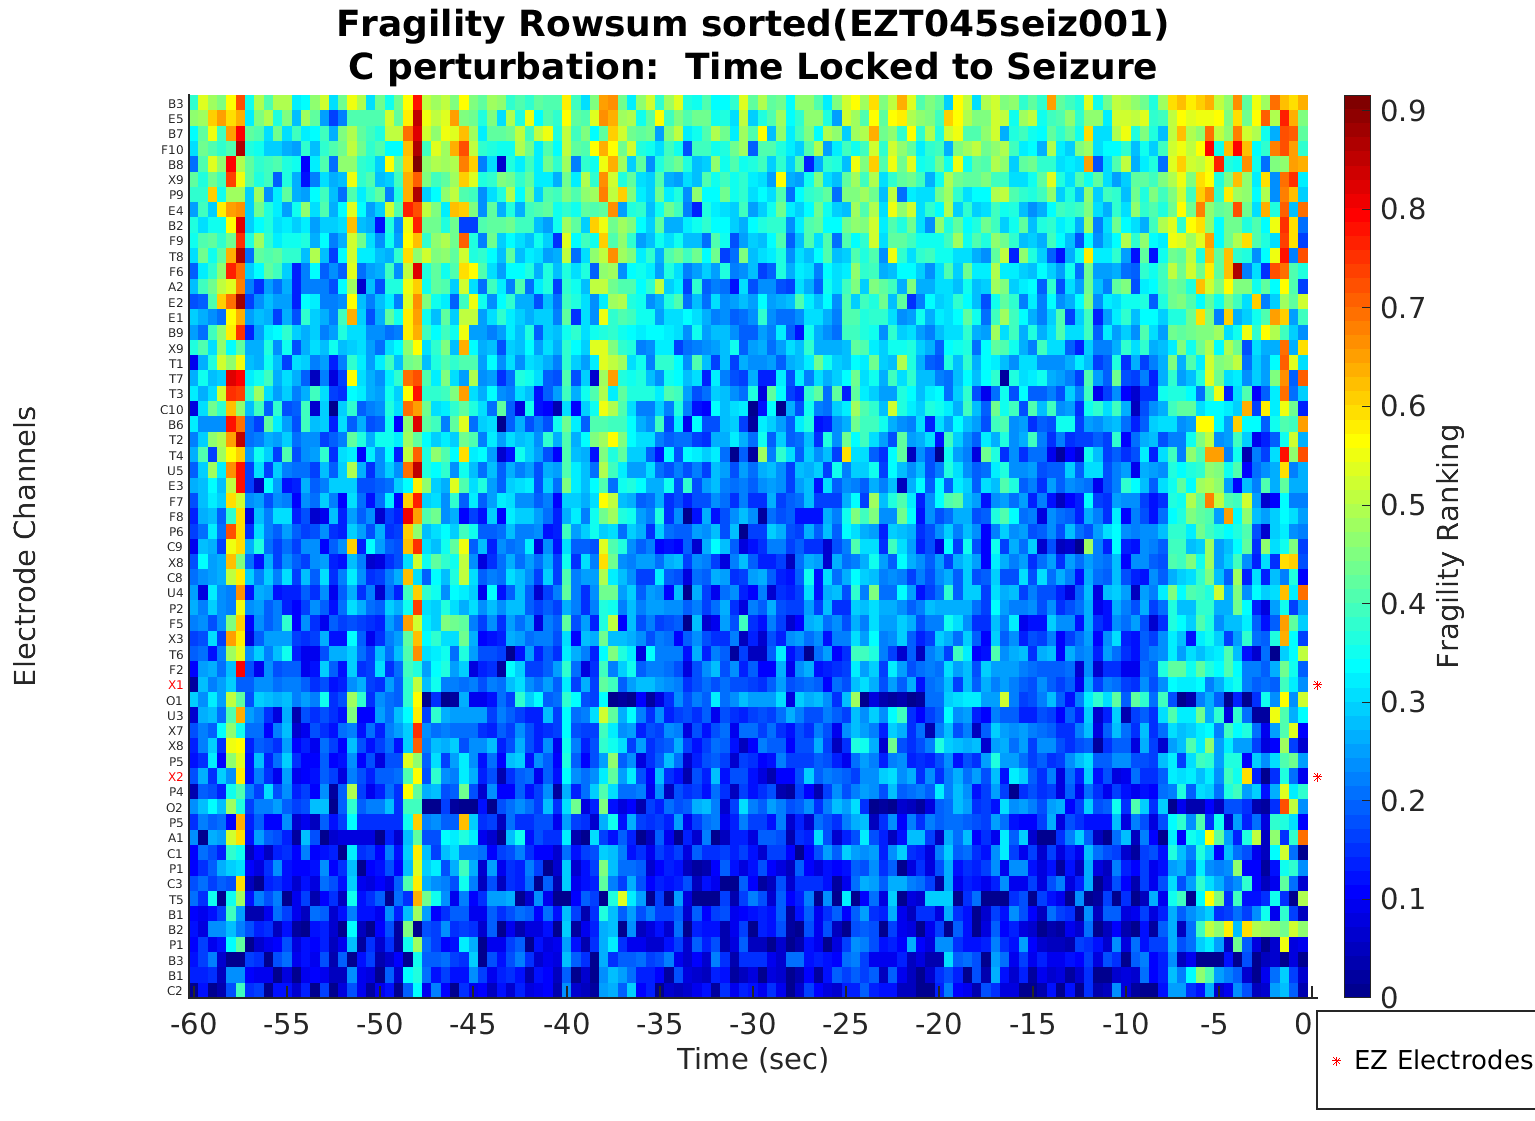 Fragility Rowsum sorted(EZT045seiz001)
C perturbation:  Time Locked to Seizure
Electrode Channels
B3
E5
B7
F10
B8
X9
P9
E4
B2
F9
T8
F6
A2
E2
E1
B9
X9
T1
T7
T3
C10
B6
T2
T4
U5
E3
F7
F8
P6
C9
X8
C8
U4
P2
F5
X3
T6
F2
X1
O1
U3
X7
X8
P5
X2
P4
O2
P5
A1
C1
P1
C3
T5
B1
B2
P1
B3
B1
C2
-60 -55 -50 -45 -40 -35 -30 -25 -20 -15 -10 -5 0
Time (sec)
0.9
0.8
0.7
0.6
0.5
0.4
0.3
0.2
0.1
0
Fragility Ranking
* EZ Electrodes